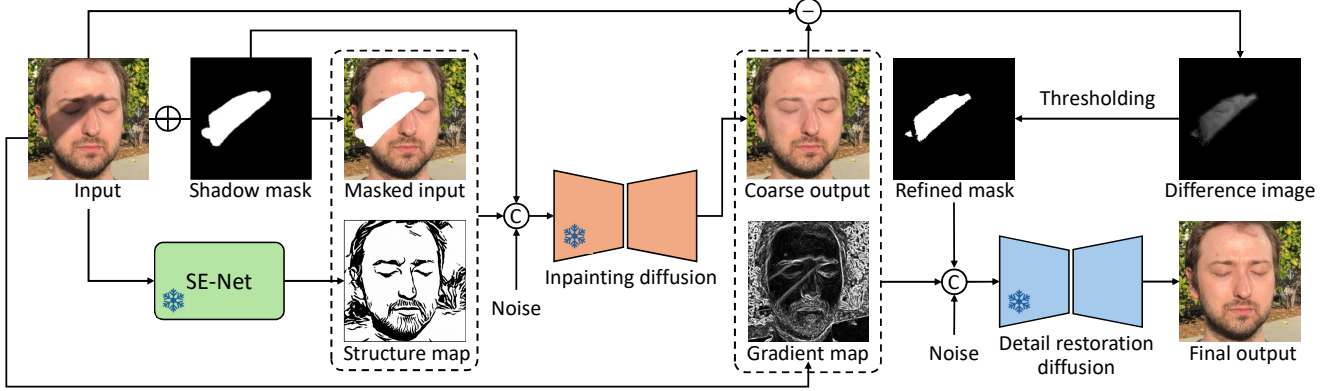 Input
Shadow mask
Masked input
SE-Net
Structure map
C
Noise
Inpainting diffusion
Coarse output
Gradient map
Refined mask
Thresholding
Difference image
C
Noise
Detail restoration
diffusion
Final output